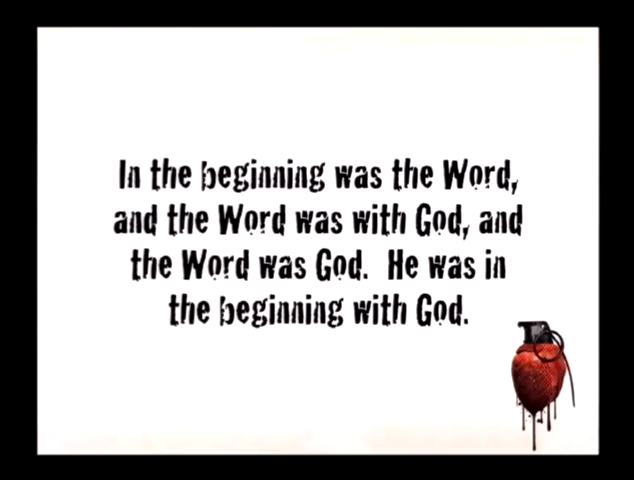 In the beginning was the Word,
and the Word was with God, and
the Word was God.  He was in
the beginning with God.